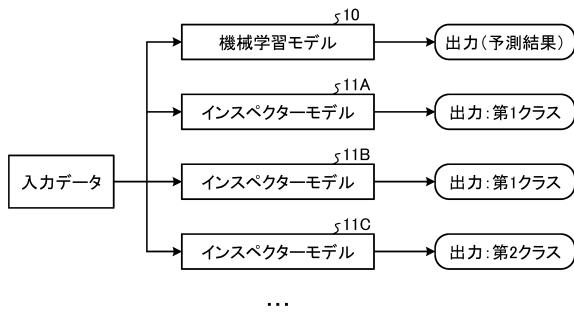 10
機械学習モデル
出力(予測結果)
11A
インスペクターモデル
出力:第1クラス
入力データ
11B
インスペクターモデル
出力:第1クラス
11C
インスペクターモデル
出力:第2クラス
...